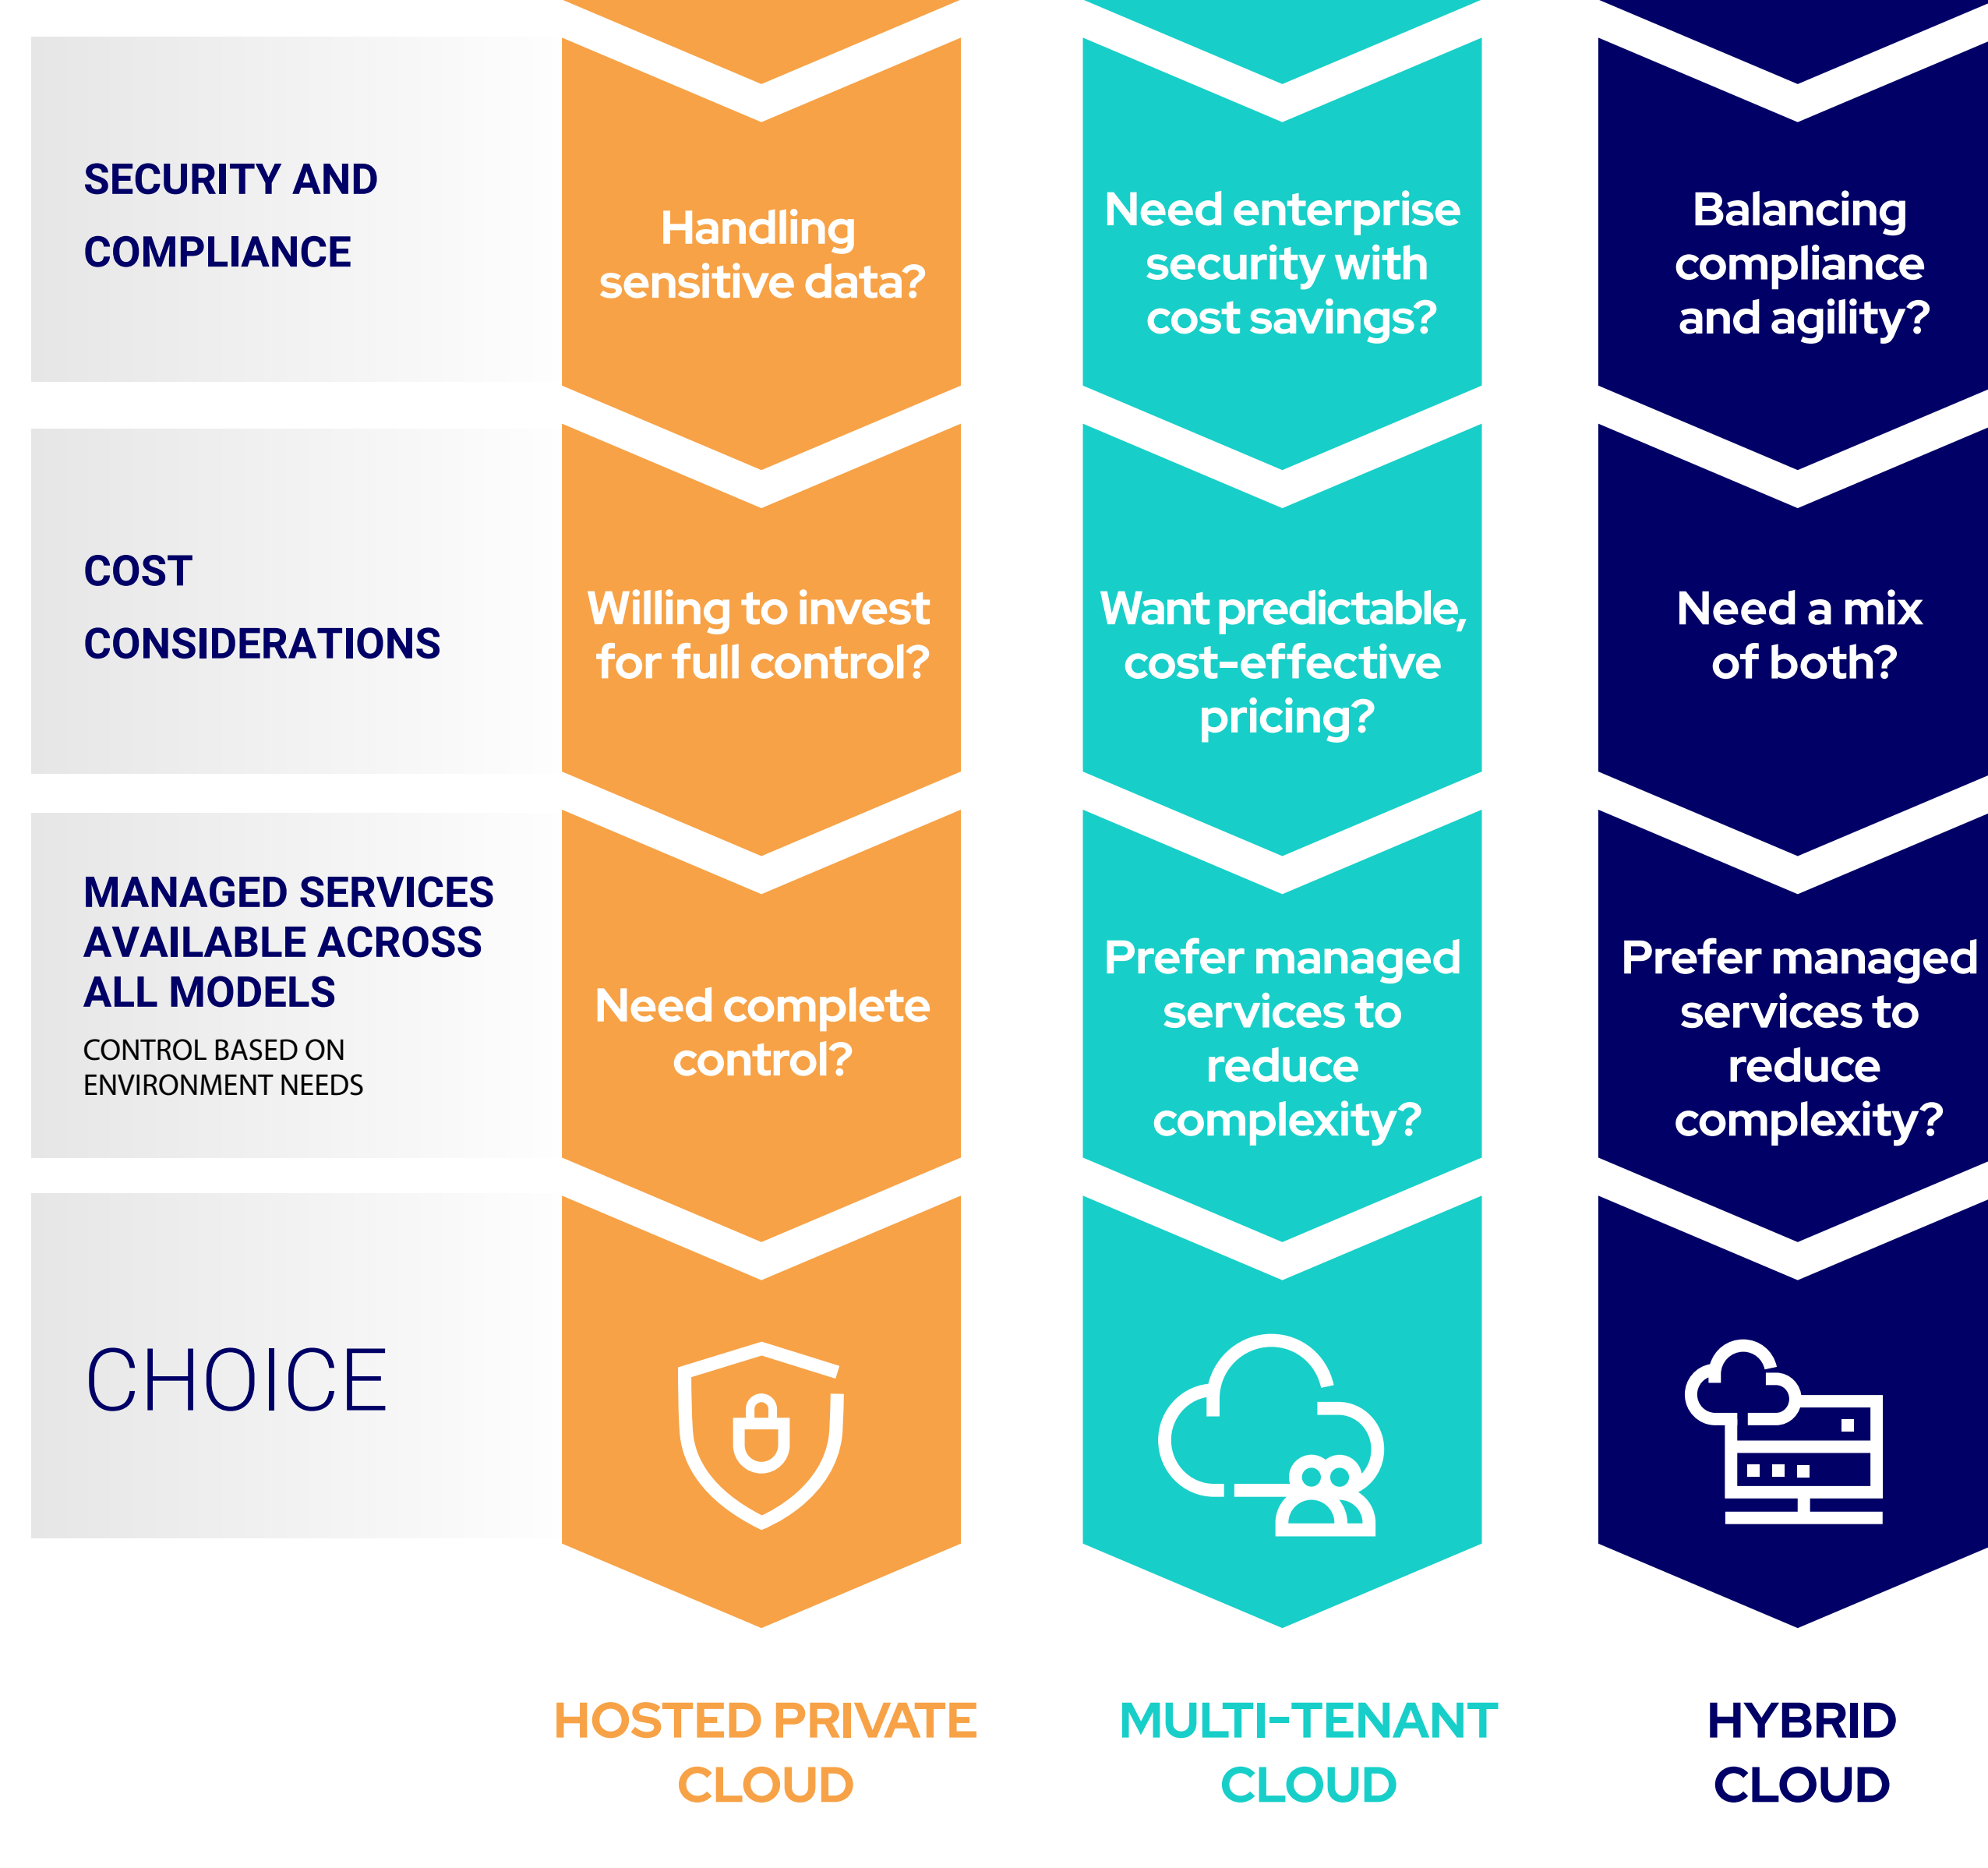 SECURITY AND
COMPLIANCE
Handling
sensitive data?
Need enterprise
security with
cost savings?
Balancing
compliance
and agility?
COST
CONSIDERATIONS
Willing to invest
for full control?
Want predictable,
cost-effective
pricing?
Need a mix
of both?
MANAGED SERVICES
AVAILABLE ACROSS
ALL MODELS
CONTROL BASED ON
ENVIRONMENT NEEDS
Need complete
control?
Prefer managed
services to
reduce
complexity?
Prefer managed
services to
reduce
complexity?
CHOICE
HOSTED PRIVATE
CLOUD
MULTI-TENANT
CLOUD
HYBRID
CLOUD